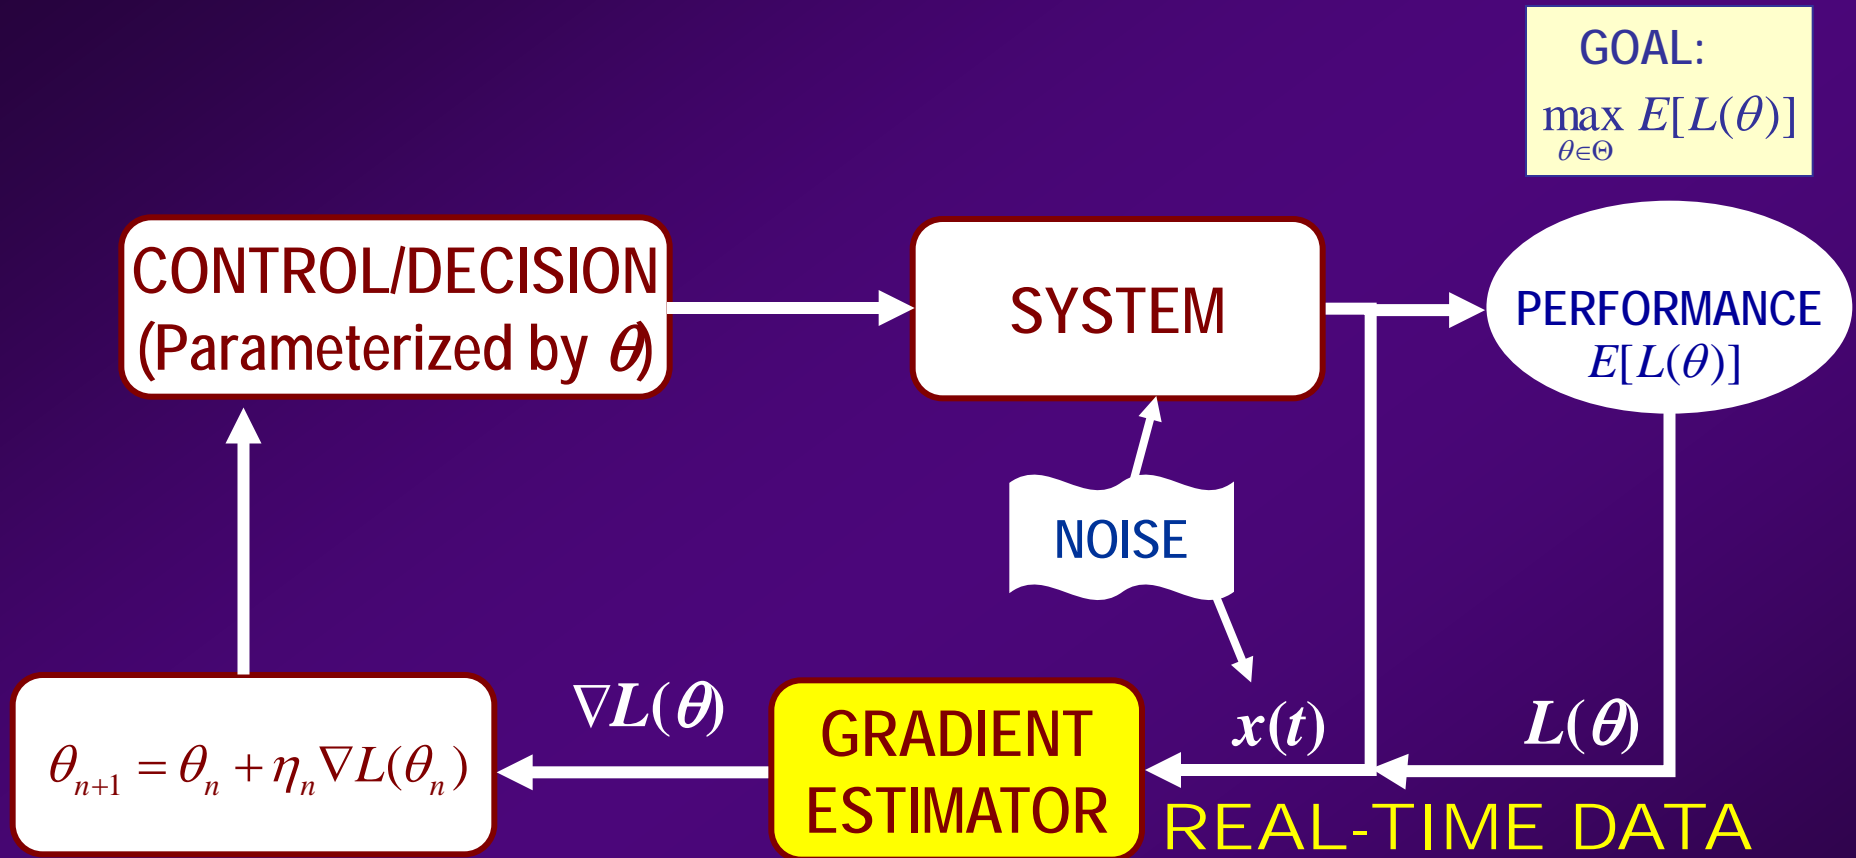 GOAL:
max E[L(θ)]
θ∈Θ
CONTROL/DECISION
(Parameterized by θ)
SYSTEM
PERFORMANCE
E[L(θ)]
NOISE
θn+1 = θn + ηn∇L(θn)
∇L(θ)
GRADIENT
ESTIMATOR
x(t)
L(θ)
REAL-TIME DATA